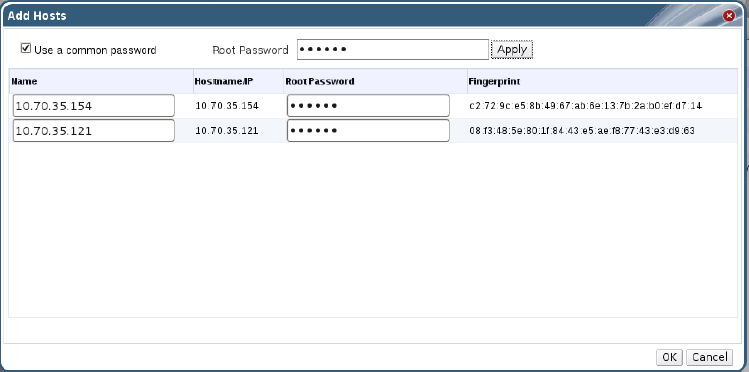 Add Hosts
Use a common password Root Password •••••• Apply
Name Hostname/IP Root Password Fingerprint
10.70.35.154 10.70.35.154 •••••• c2:72:9c:e5:8b:49:67:ab:6e:13:7b:2a:b0:ef:d7:14
10.70.35.121 10.70.35.121 •••••• 08:f3:48:5e:80:1f:84:43:e5:ae:f8:77:43:e3:d9:63
OK Cancel